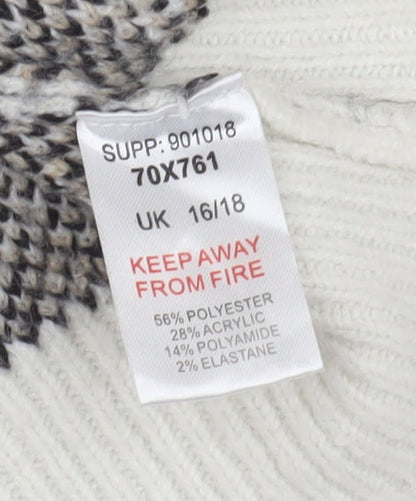 SUPP: 901018
70X761
UK 16/18
KEEP AWAY
FROM FIRE
56% POLYESTER
28% ACRYLIC
14% POLYAMIDE
2% ELASTANE